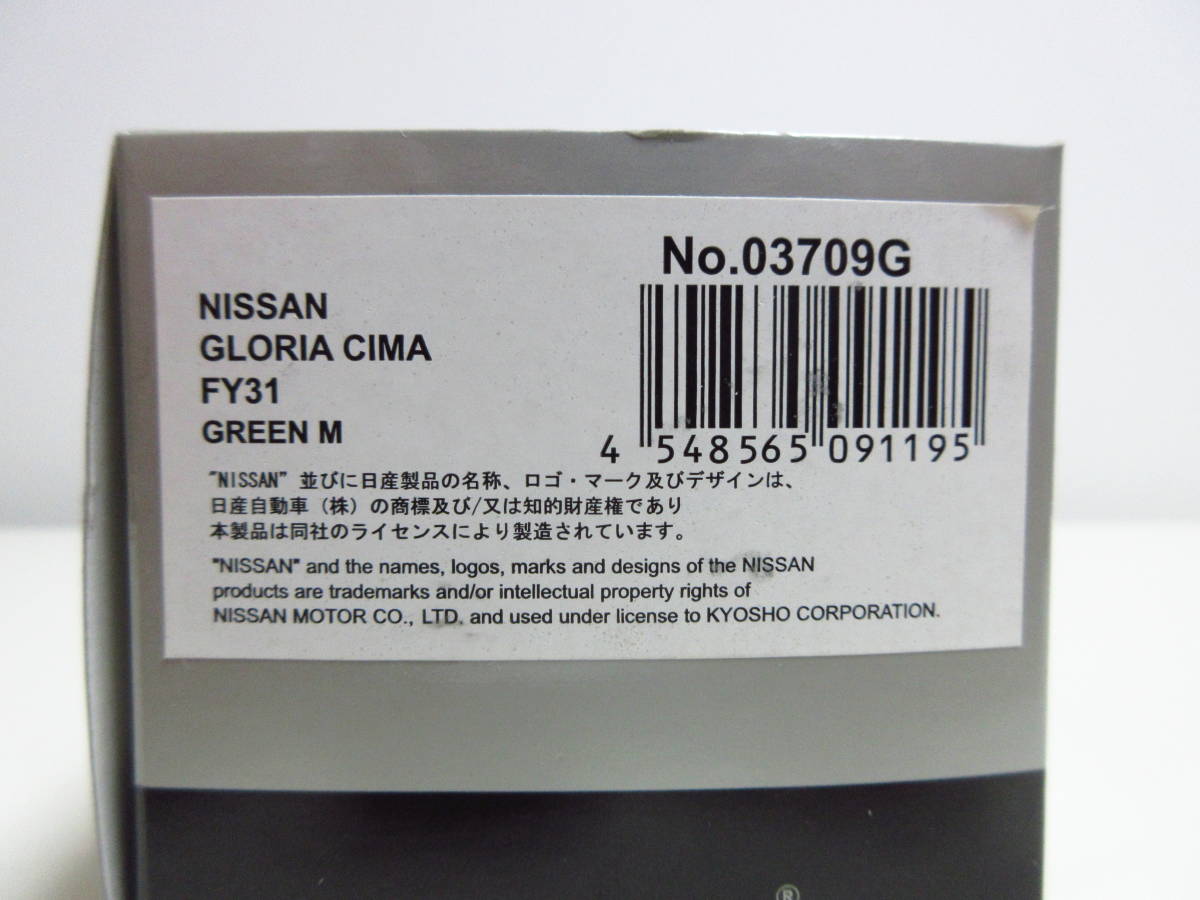 No.03709G
NISSAN
GLORIA CIMA
FY31
GREEN M
4 548565 091195
"NISSAN" 並びに日産製品の名称、ロゴ・マーク及びデザインは、
日産自動車（株）の商標及び/又は知的財産権であり
本製品は同社のライセンスにより製造されています。
"NISSAN" and the names, logos, marks and designs of the NISSAN
products are trademarks and/or intellectual property rights of
NISSAN MOTOR CO., LTD. and used under license to KYOSHO CORPORATION.
®